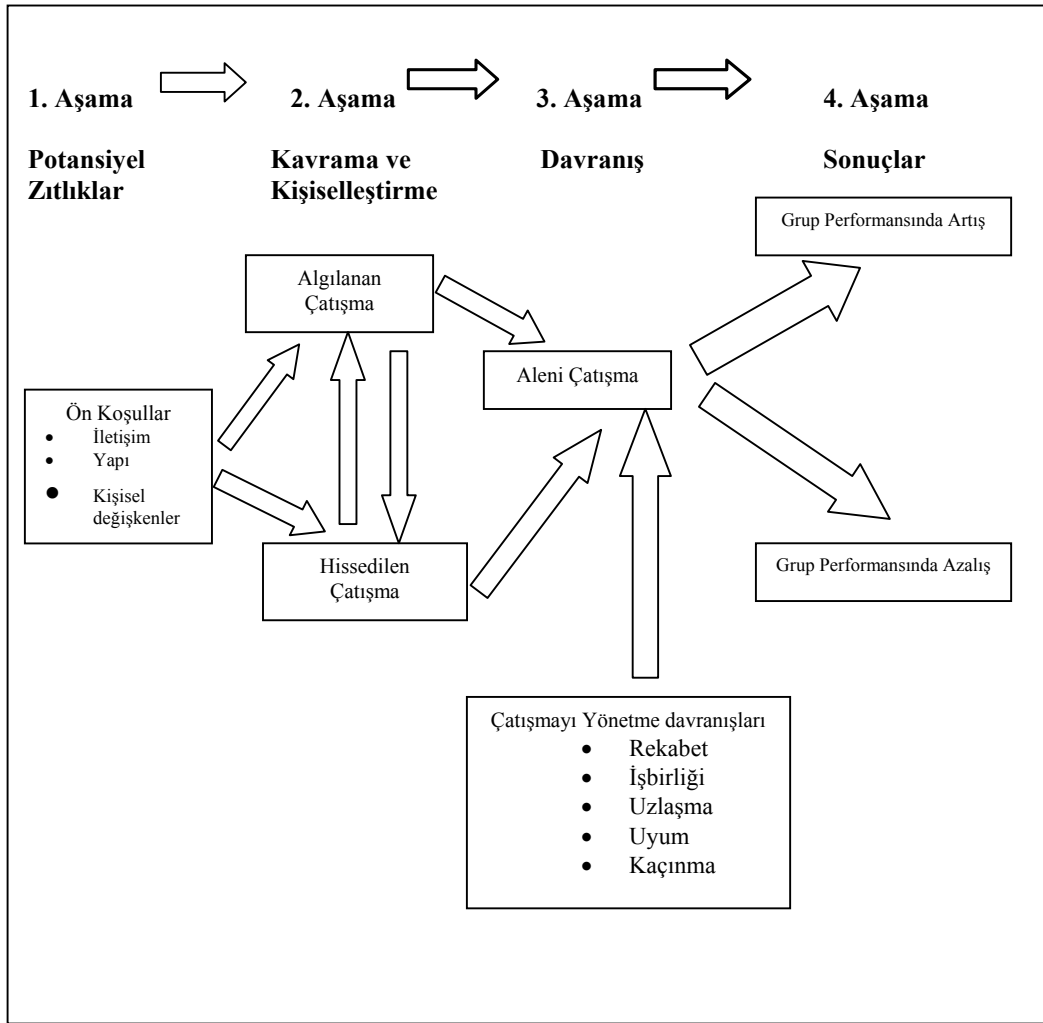 1. Aşama
2. Aşama
3. Aşama
4. Aşama
Potansiyel
Zıtlıklar
Kavrama ve
Kişiselleştirme
Davranış
Sonuçlar
Grup Performansında Artış
Algılanan
Çatışma
Aleni Çatışma
Ön Koşullar
• İletişim
• Yapı
• Kişisel
değişkenler
Hissedilen
Çatışma
Grup Performansında Azalış
Çatışmayı Yönetme davranışları
• Rekabet
• İşbirliği
• Uzlaşma
• Uyum
• Kaçınma